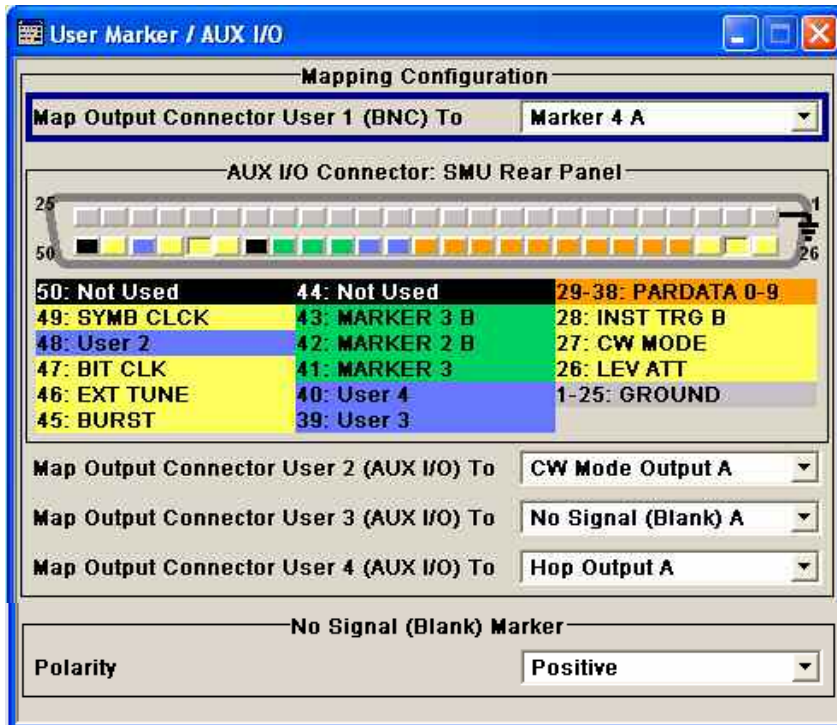 User Marker / AUX I/O
Mapping Configuration
Map Output Connector User 1 (BNC) To Marker 4 A
AUX I/O Connector: SMU Rear Panel
25 1
50 26
50: Not Used 44: Not Used 29-38: PARDATA 0-9
49: SYMB CLCK 43: MARKER 3 B 28: INST TRG B
48: User 2 42: MARKER 2 B 27: CW MODE
47: BIT CLK 41: MARKER 3 26: LEV ATT
46: EXT TUNE 40: User 4 1-25: GROUND
45: BURST 39: User 3
Map Output Connector User 2 (AUX I/O) To CW Mode Output A
Map Output Connector User 3 (AUX I/O) To No Signal (Blank) A
Map Output Connector User 4 (AUX I/O) To Hop Output A
No Signal (Blank) Marker
Polarity Positive